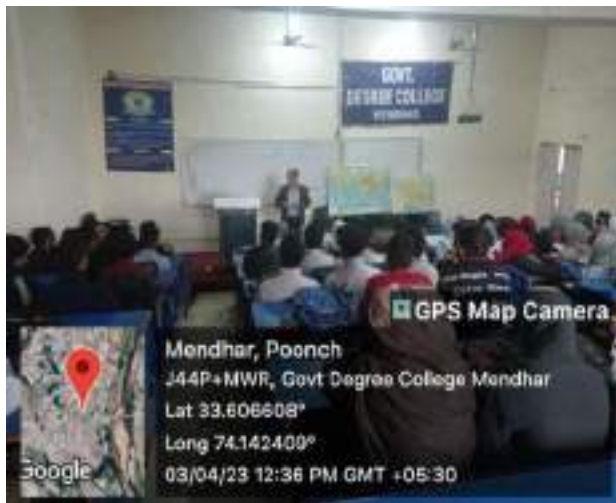 GOVT.
DEGREE COLLEGE
MENDHAR
GPS Map Camera
Mendhar, Poonch
J44P+MWR, Govt Degree College Mendhar
Lat 33.606608°
Long 74.142409°
03/04/23 12:36 PM GMT +05:30
Google